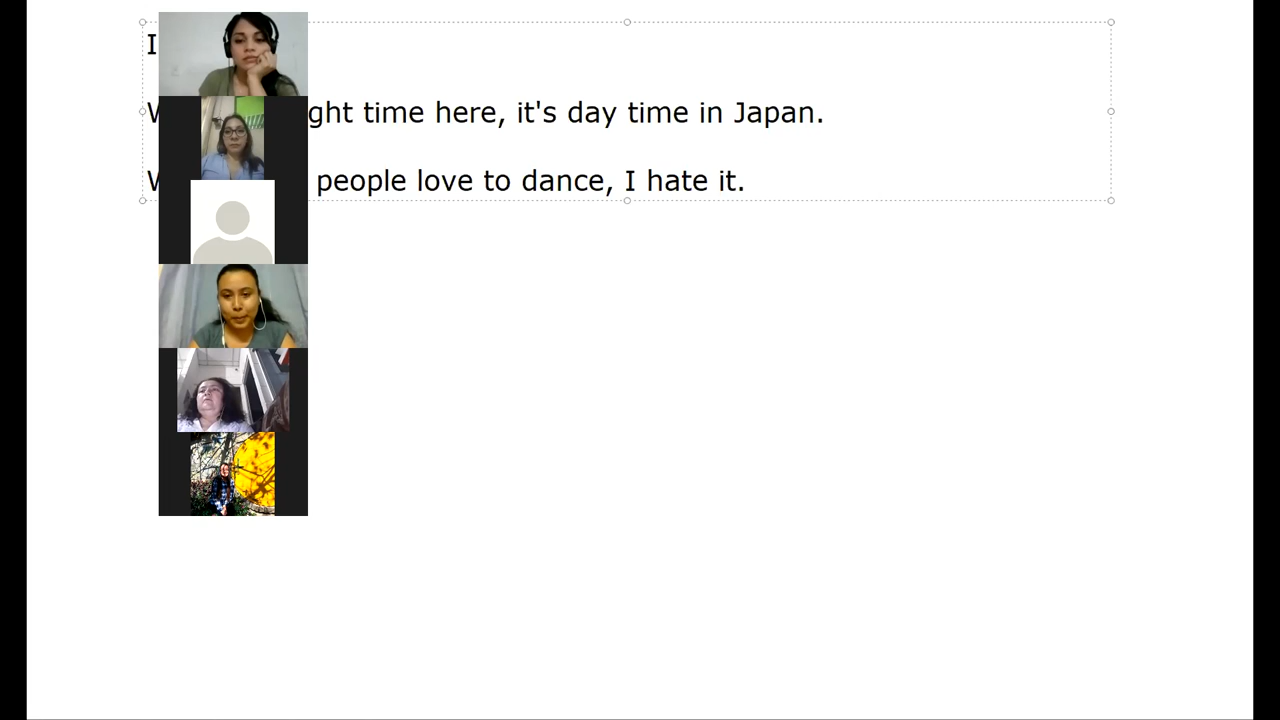 I
ght time here, it's day time in Japan.
people love to dance, I hate it.